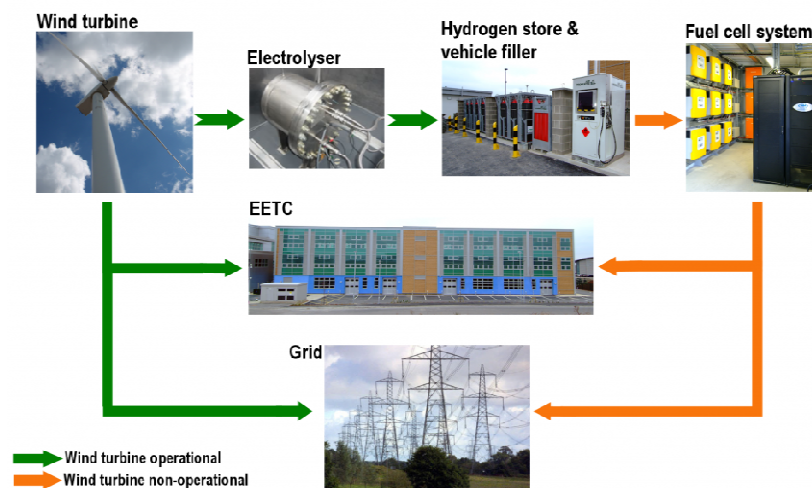 Wind turbine
Electrolyser
Hydrogen store &
vehicle filler
Fuel cell system
EETC
Grid
Wind turbine operational
Wind turbine non-operational